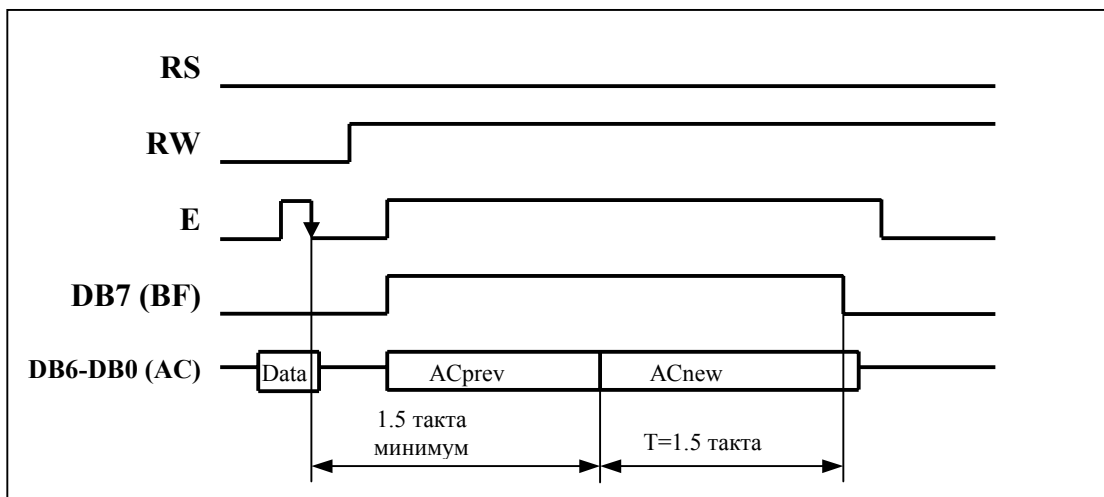 RS
RW
E
DB7 (BF)
DB6-DB0 (AC)
Data
ACprev
ACnew
1.5 такта
минимум
T=1.5 такта